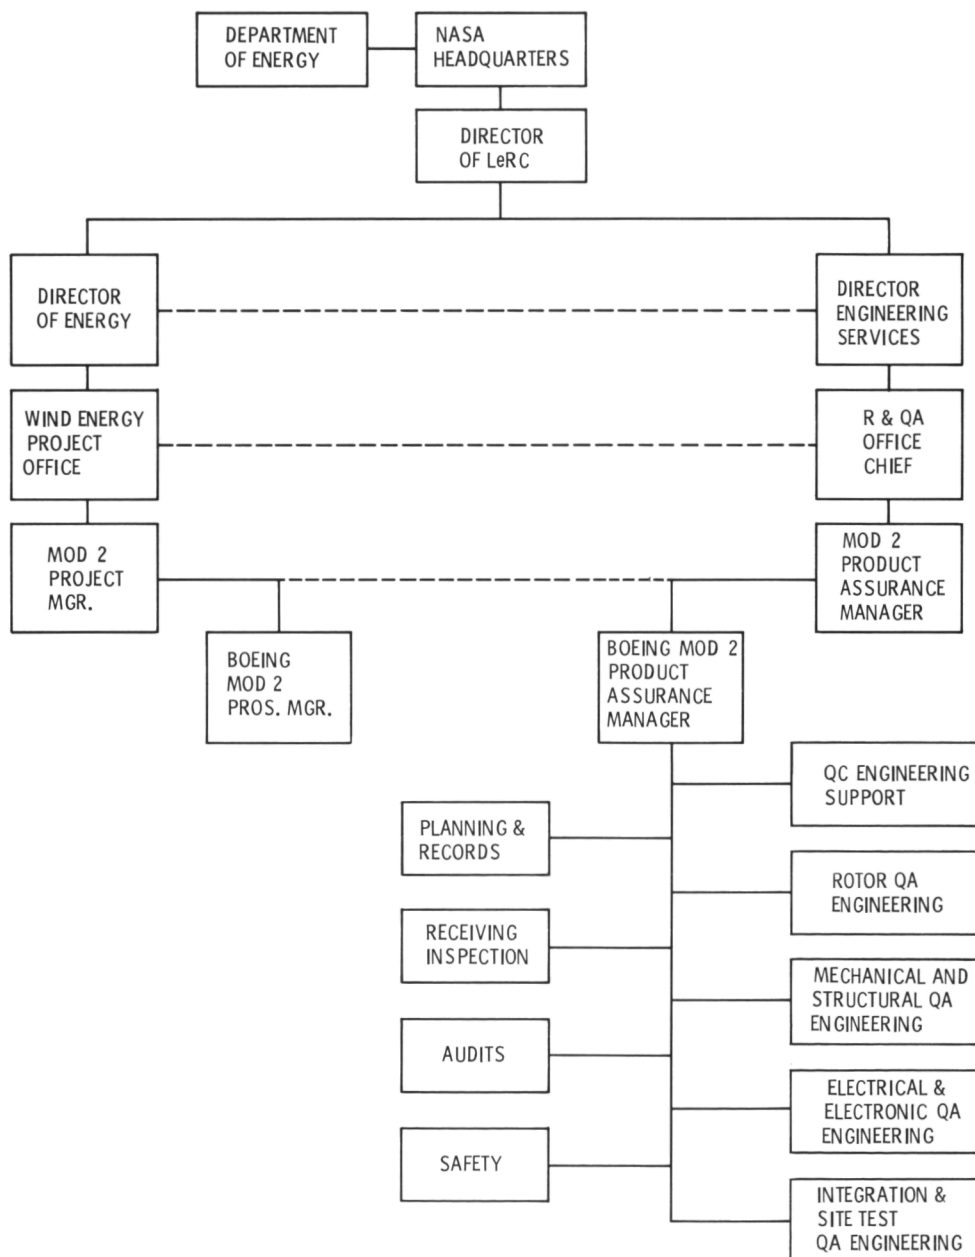 DEPARTMENT
OF ENERGY
NASA
HEADQUARTERS
DIRECTOR
OF LeRC
DIRECTOR
OF ENERGY
DIRECTOR
ENGINEERING
SERVICES
WIND ENERGY
PROJECT
OFFICE
R & QA
OFFICE
CHIEF
MOD 2
PROJECT
MGR.
MOD 2
PRODUCT
ASSURANCE
MANAGER
BOEING
MOD 2
PROS. MGR.
BOEING MOD 2
PRODUCT
ASSURANCE
MANAGER
QC ENGINEERING
SUPPORT
PLANNING &
RECORDS
ROTOR QA
ENGINEERING
RECEIVING
INSPECTION
MECHANICAL AND
STRUCTURAL QA
ENGINEERING
AUDITS
ELECTRICAL &
ELECTRONIC QA
ENGINEERING
SAFETY
INTEGRATION &
SITE TEST
QA ENGINEERING